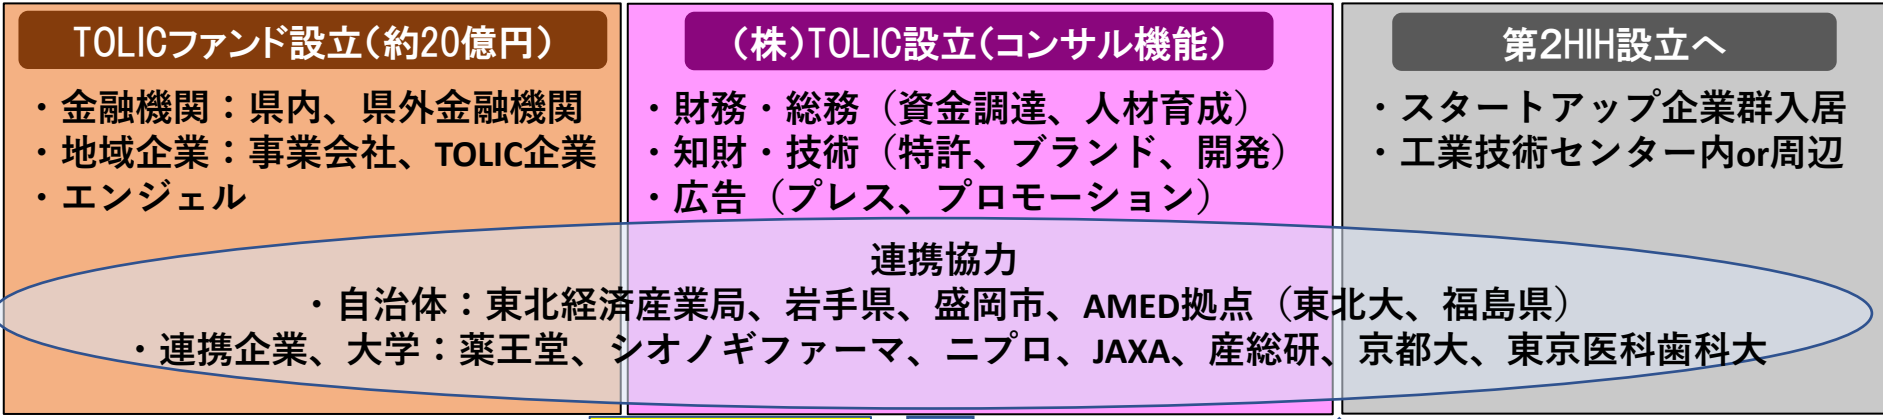 TOLICファンド設立(約20億円)
・金融機関：県内、県外金融機関
・地域企業：事業会社、TOLIC企業
・エンジェル
(株)TOLIC設立(コンサル機能)
・財務・総務（資金調達、人材育成）
・知財・技術（特許、ブランド、開発）
・広告（プレス、プロモーション）
第2HIH設立へ
・スタートアップ企業群入居
・工業技術センター内or周辺
連携協力
・自治体：東北経済産業局、岩手県、盛岡市、AMED拠点（東北大、福島県）
・連携企業、大学：薬王堂、シオノギファーマ、ニプロ、JAXA、産総研、京都大、東京医科歯科大